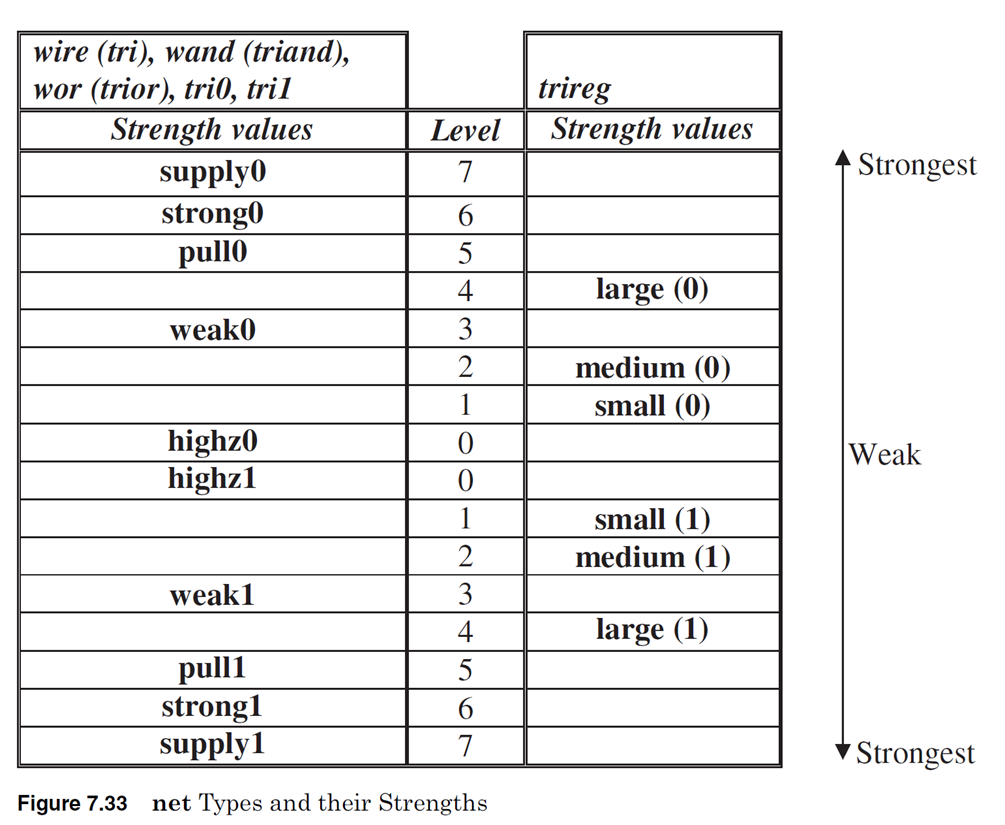 wire (tri), wand (triand),
wor (trior), tri0, tri1
trireg
Strength values Level Strength values
supply0 7
Strongest
strong0 6
pull0 5
4 large (0)
weak0 3
2 medium (0)
1 small (0)
highz0 0
Weak
highz1 0
1 small (1)
2 medium (1)
weak1 3
4 large (1)
pull1 5
strong1 6
supply1 7
Strongest
Figure 7.33 net Types and their Strengths